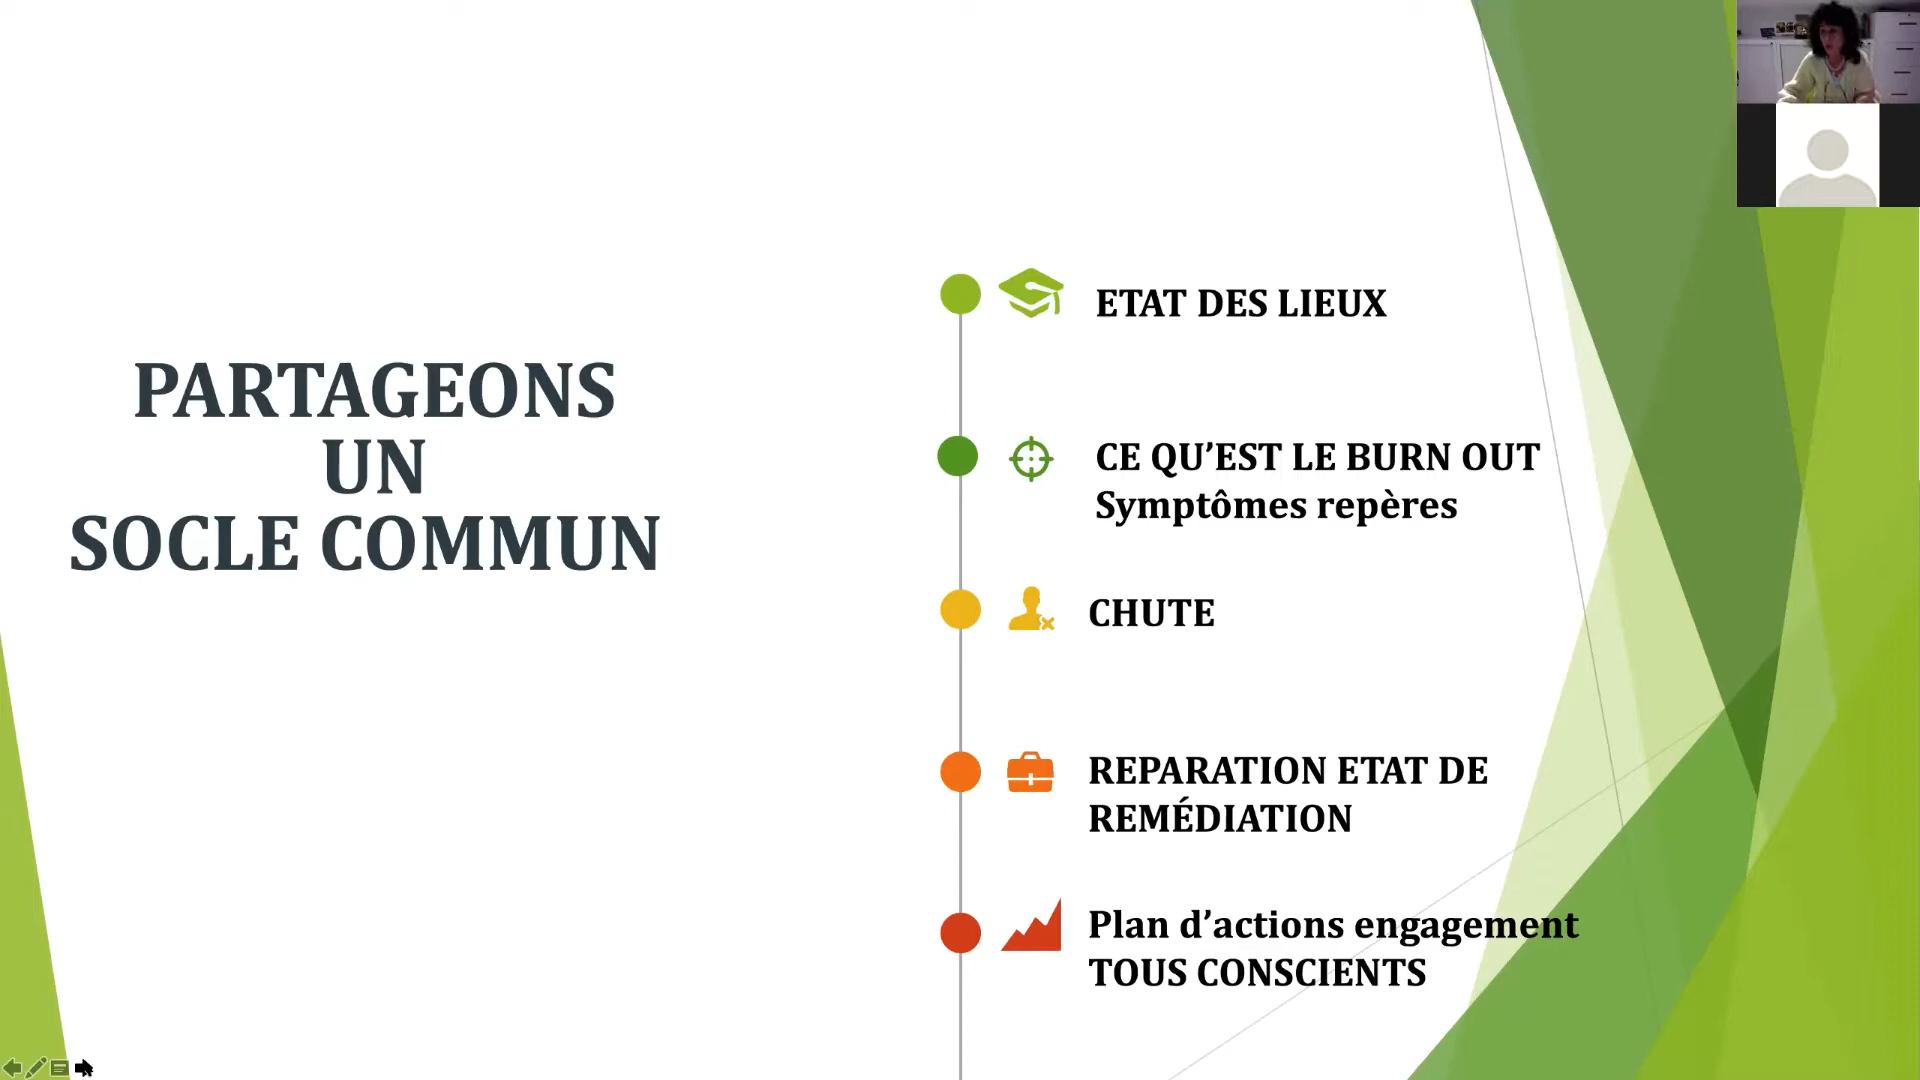 PARTAGEONS
UN
SOCLE COMMUN
ETAT DES LIEUX
CE QU’EST LE BURN OUT
Symptômes repères
CHUTE
REPARATION ETAT DE
REMÉDIATION
Plan d’actions engagement
TOUS CONSCIENTS